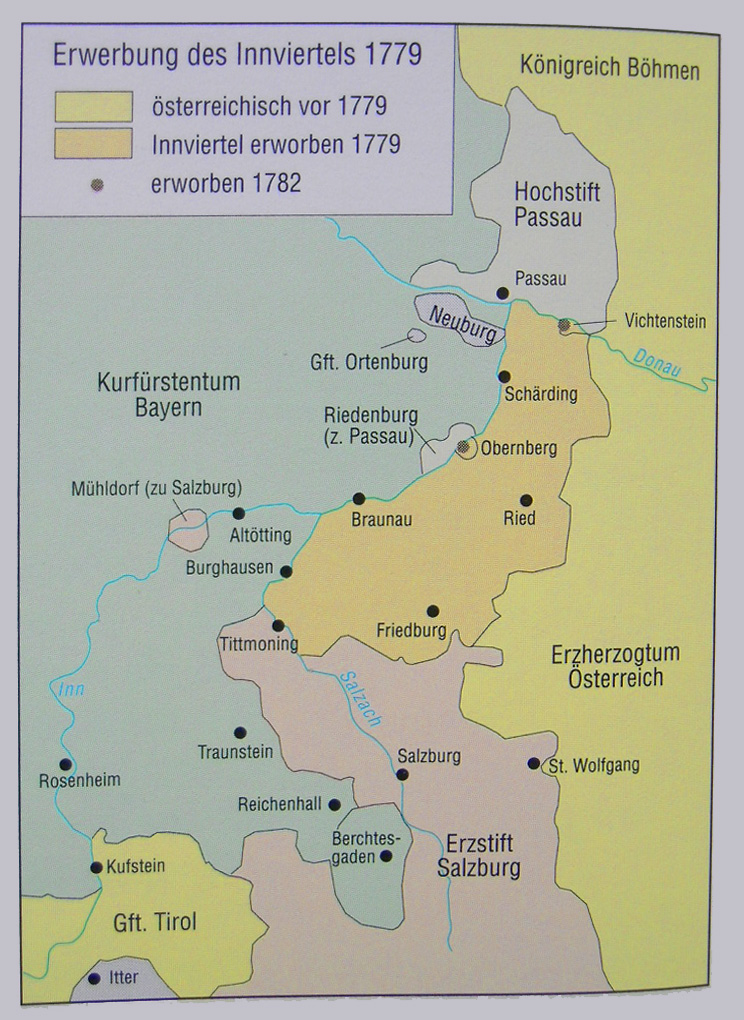 Erwerbung des Innviertels 1779
österreichisch vor 1779
Innviertel erworben 1779
erworben 1782
Königreich Böhmen
Hochstift
Passau
Passau
Neuburg
Vichtenstein
Gft. Ortenburg
Donau
Kurfürstentum
Bayern
Schärding
Riedenburg
(z. Passau)
Obernberg
Mühldorf (zu Salzburg)
Altötting
Braunau
Ried
Burghausen
Tittmoning
Friedburg
Erzherzogtum
Österreich
Inn
Salzach
Traunstein
Salzburg
St. Wolfgang
Rosenheim
Reichenhall
Berchtes-
gaden
Erzstift
Salzburg
Kufstein
Gft. Tirol
Itter